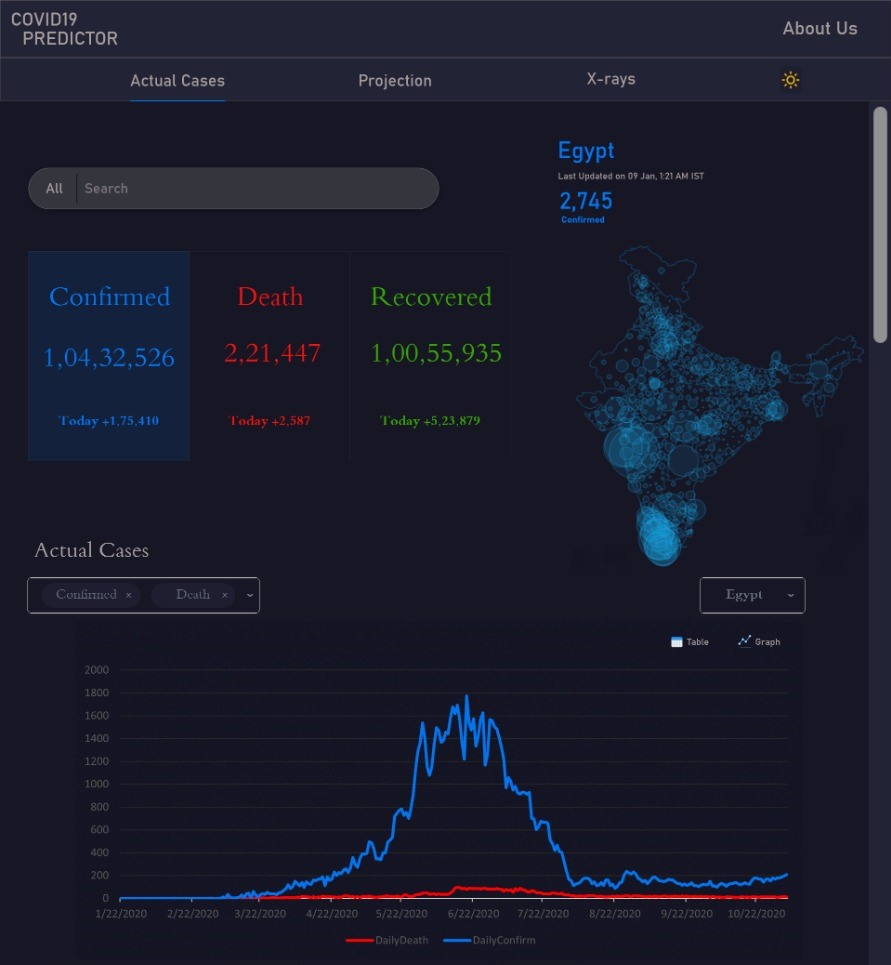 COVID19
PREDICTOR
About Us
Actual Cases
Projection
X-rays
Egypt
Last Updated on 09 Jan, 1:21 AM IST
2,745
Confirmed
All
Search
Confirmed
Death
Recovered
1,04,32,526
2,21,447
1,00,55,935
Today +1,75,410
Today +2,587
Today +5,23,879
Actual Cases
Confirmed ×
Death ×
Egypt
Table
Graph
2000
1800
1600
1400
1200
1000
800
600
400
200
0
1/22/2020
2/22/2020
3/22/2020
4/22/2020
5/22/2020
6/22/2020
7/22/2020
8/22/2020
9/22/2020
10/22/2020
DailyDeath
DailyConfirm